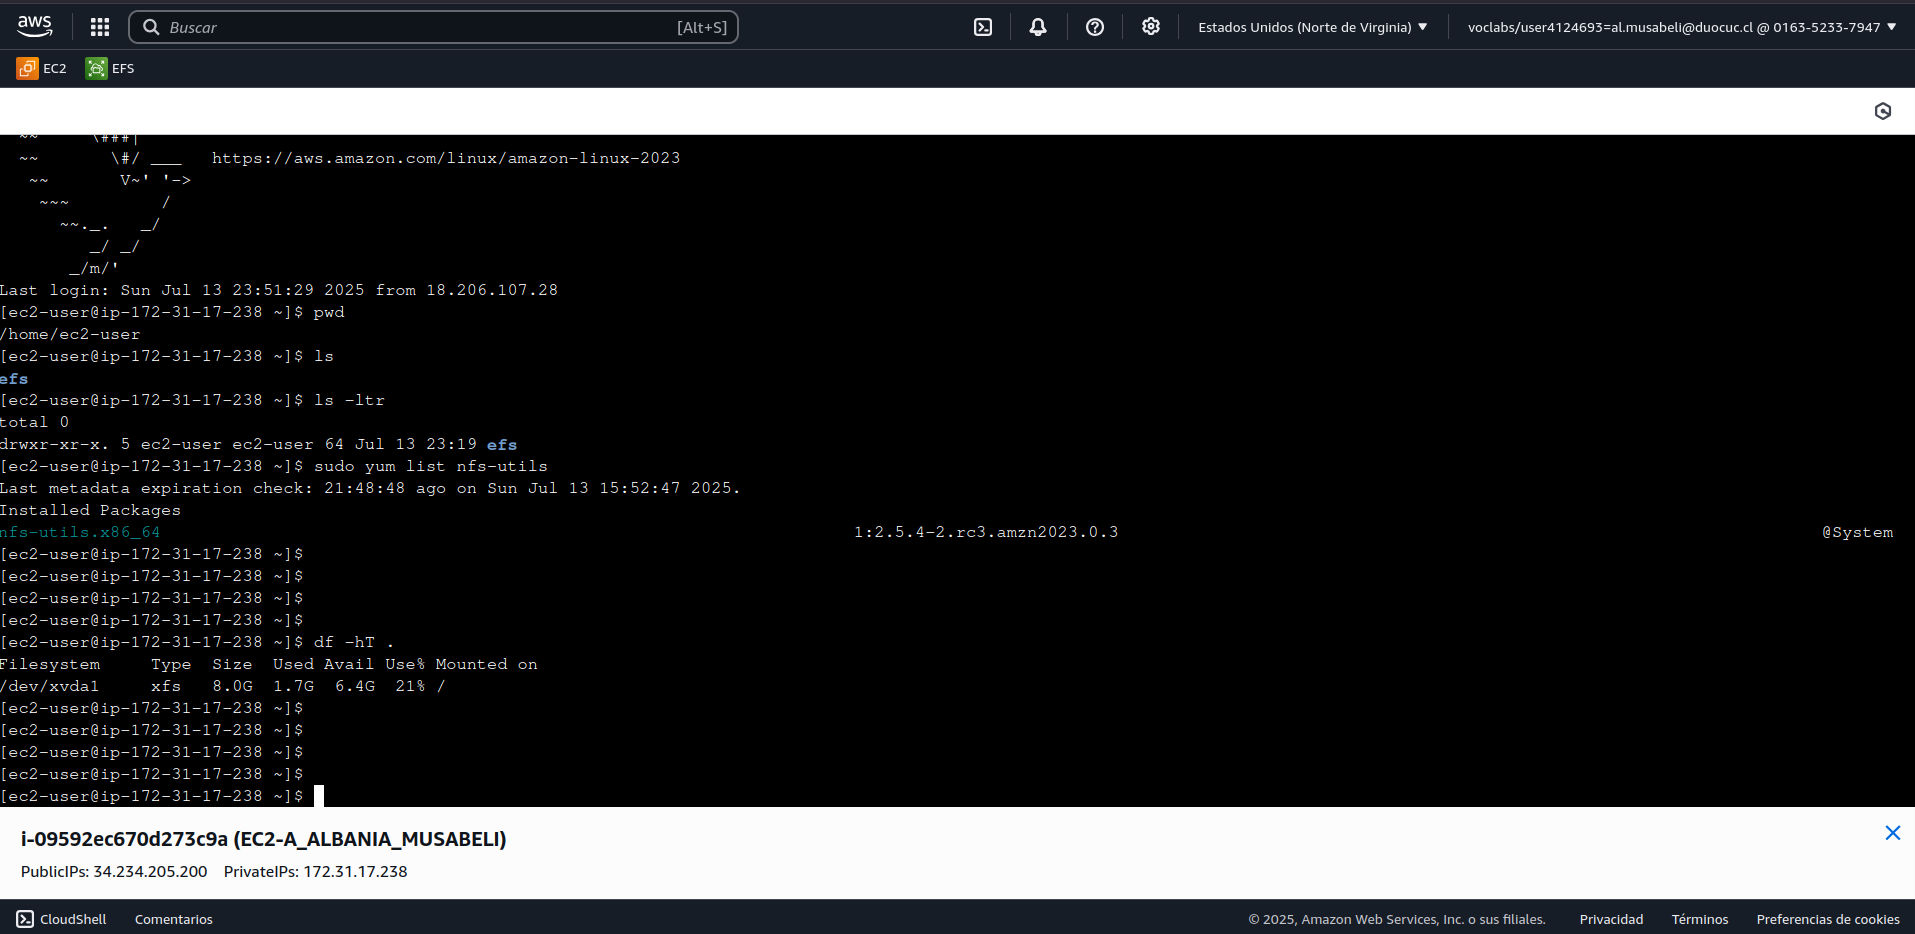 aws
Buscar [Alt+S]
Estados Unidos (Norte de Virginia)
voclabs/user4124693=al.musabeli@duocuc.cl @ 0163-5233-7947
EC2 EFS
~~ \###|
~~ \#/ ___ https://aws.amazon.com/linux/amazon-linux-2023
~~ V~' '->
~~~ /
~~._. _/
_/ _/
_/m/'
Last login: Sun Jul 13 23:51:29 2025 from 18.206.107.28
[ec2-user@ip-172-31-17-238 ~]$ pwd
/home/ec2-user
[ec2-user@ip-172-31-17-238 ~]$ ls
efs
[ec2-user@ip-172-31-17-238 ~]$ ls -ltr
total 0
drwxr-xr-x. 5 ec2-user ec2-user 64 Jul 13 23:19 efs
[ec2-user@ip-172-31-17-238 ~]$ sudo yum list nfs-utils
Last metadata expiration check: 21:48:48 ago on Sun Jul 13 15:52:47 2025.
Installed Packages
nfs-utils.x86_64 1:2.5.4-2.rc3.amzn2023.0.3 @System
[ec2-user@ip-172-31-17-238 ~]$
[ec2-user@ip-172-31-17-238 ~]$
[ec2-user@ip-172-31-17-238 ~]$
[ec2-user@ip-172-31-17-238 ~]$
[ec2-user@ip-172-31-17-238 ~]$ df -hT .
Filesystem Type Size Used Avail Use% Mounted on
/dev/xvda1 xfs 8.0G 1.7G 6.4G 21% /
[ec2-user@ip-172-31-17-238 ~]$
[ec2-user@ip-172-31-17-238 ~]$
[ec2-user@ip-172-31-17-238 ~]$
[ec2-user@ip-172-31-17-238 ~]$
[ec2-user@ip-172-31-17-238 ~]$
i-09592ec670d273c9a (EC2-A_ALBANIA_MUSABELI)
PublicIPs: 34.234.205.200 PrivateIPs: 172.31.17.238
CloudShell Comentarios © 2025, Amazon Web Services, Inc. o sus filiales. Privacidad Términos Preferencias de cookies